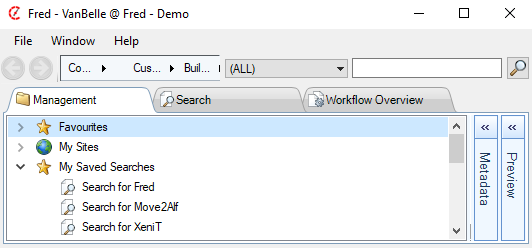 Fred - VanBelle @ Fred - Demo
File Window Help
Co... Cus... Buil... (ALL)
Management Search Workflow Overview
Favourites
My Sites
My Saved Searches
Search for Fred
Search for Move2Alf
Search for XeniT
Metadata
Preview